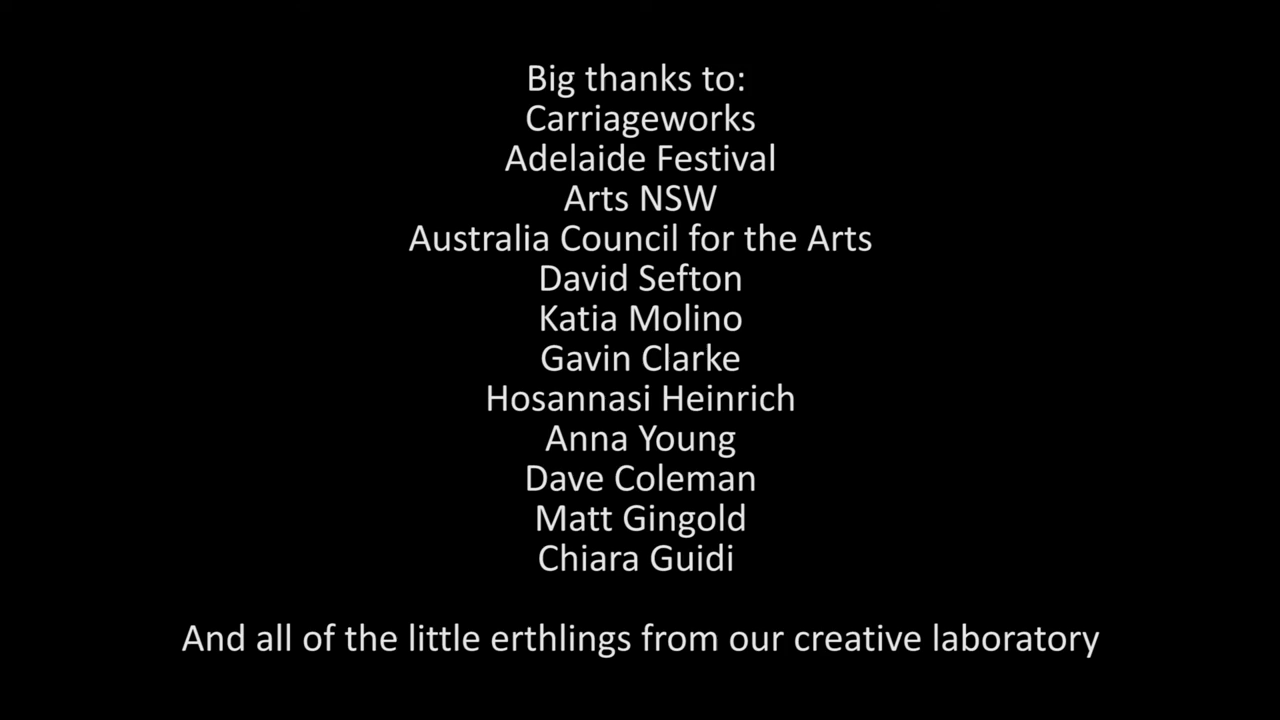 Big thanks to:
Carriageworks
Adelaide Festival
Arts NSW
Australia Council for the Arts
David Sefton
Katia Molino
Gavin Clarke
Hosannasi Heinrich
Anna Young
Dave Coleman
Matt Gingold
Chiara Guidi
And all of the little erthlings from our creative laboratory